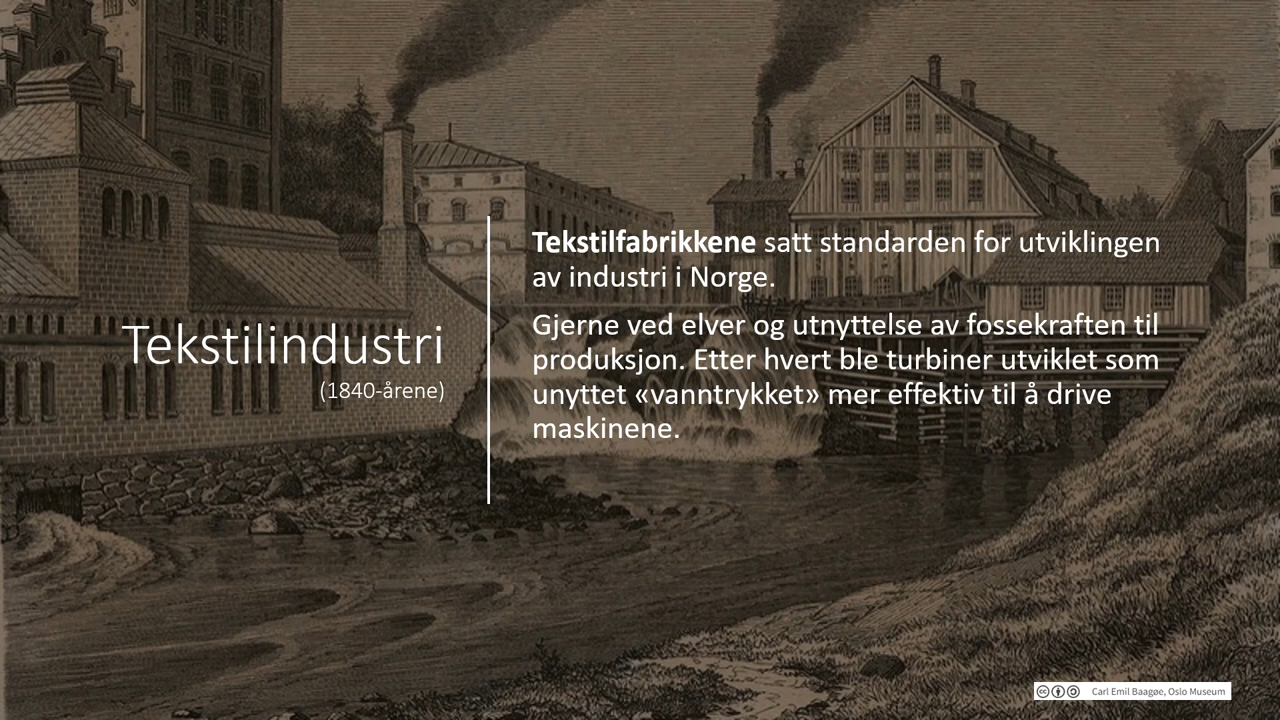 Tekstilindustri
(1840-årene)
Tekstilfabrikkene satt standarden for utviklingen
av industri i Norge.
Gjerne ved elver og utnyttelse av fossekraften til
produksjon. Etter hvert ble turbiner utviklet som
unyttet «vanntrykket» mer effektiv til å drive
maskinene.
Carl Emil Baagøe, Oslo Museum